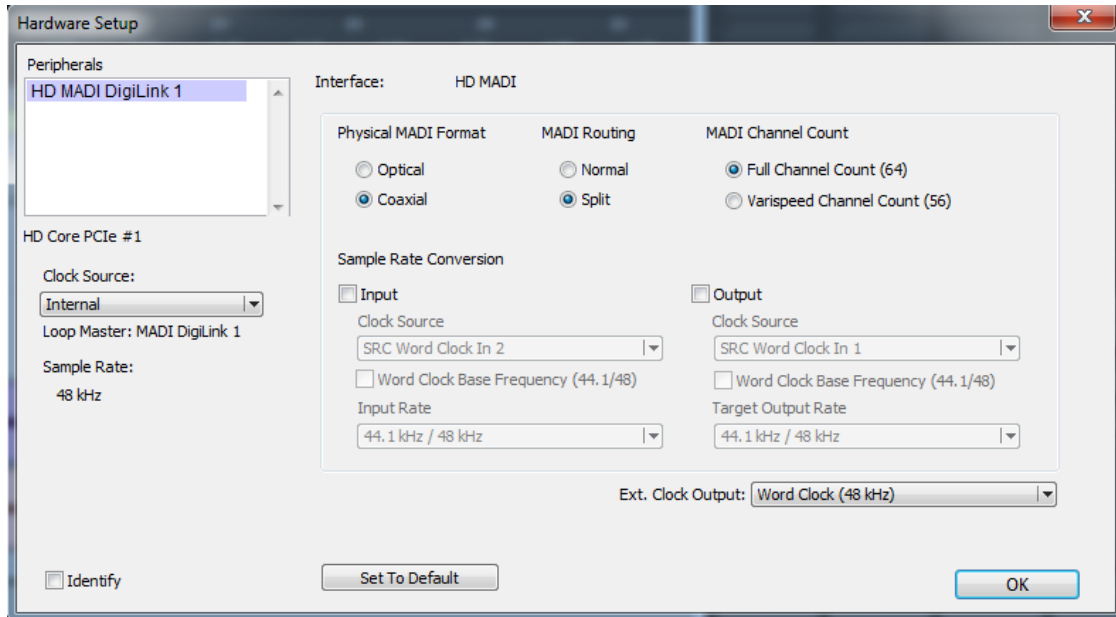 Hardware Setup
Peripherals
HD MADI DigiLink 1
Interface: HD MADI
Physical MADI Format MADI Routing MADI Channel Count
Optical Normal Full Channel Count (64)
Coaxial Split Varispeed Channel Count (56)
HD Core PCIe #1
Clock Source:
Internal
Loop Master: MADI DigiLink 1
Sample Rate:
48 kHz
Sample Rate Conversion
Input Output
Clock Source Clock Source
SRC Word Clock In 2 SRC Word Clock In 1
Word Clock Base Frequency (44.1/48) Word Clock Base Frequency (44.1/48)
Input Rate Target Output Rate
44.1 kHz / 48 kHz 44.1 kHz / 48 kHz
Ext. Clock Output: Word Clock (48 kHz)
Identify Set To Default OK